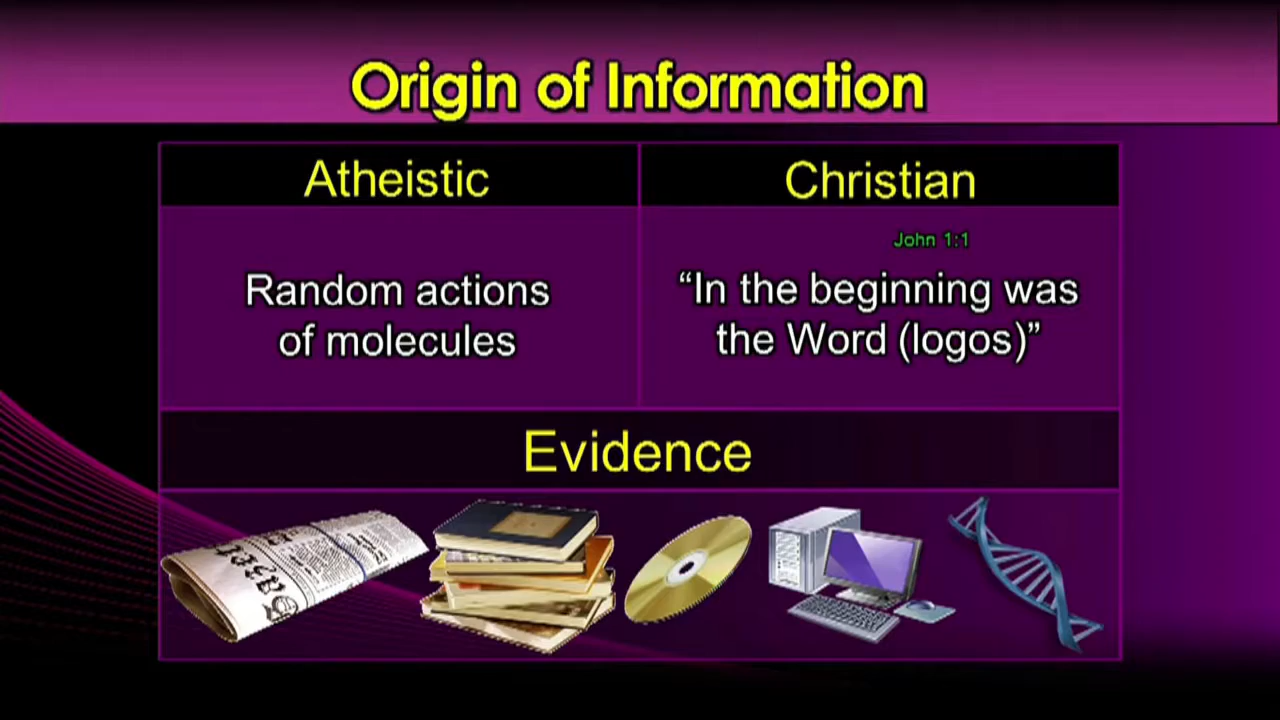 Origin of Information
Atheistic
Christian
John 1:1
Random actions
of molecules
“In the beginning was
the Word (logos)”
Evidence